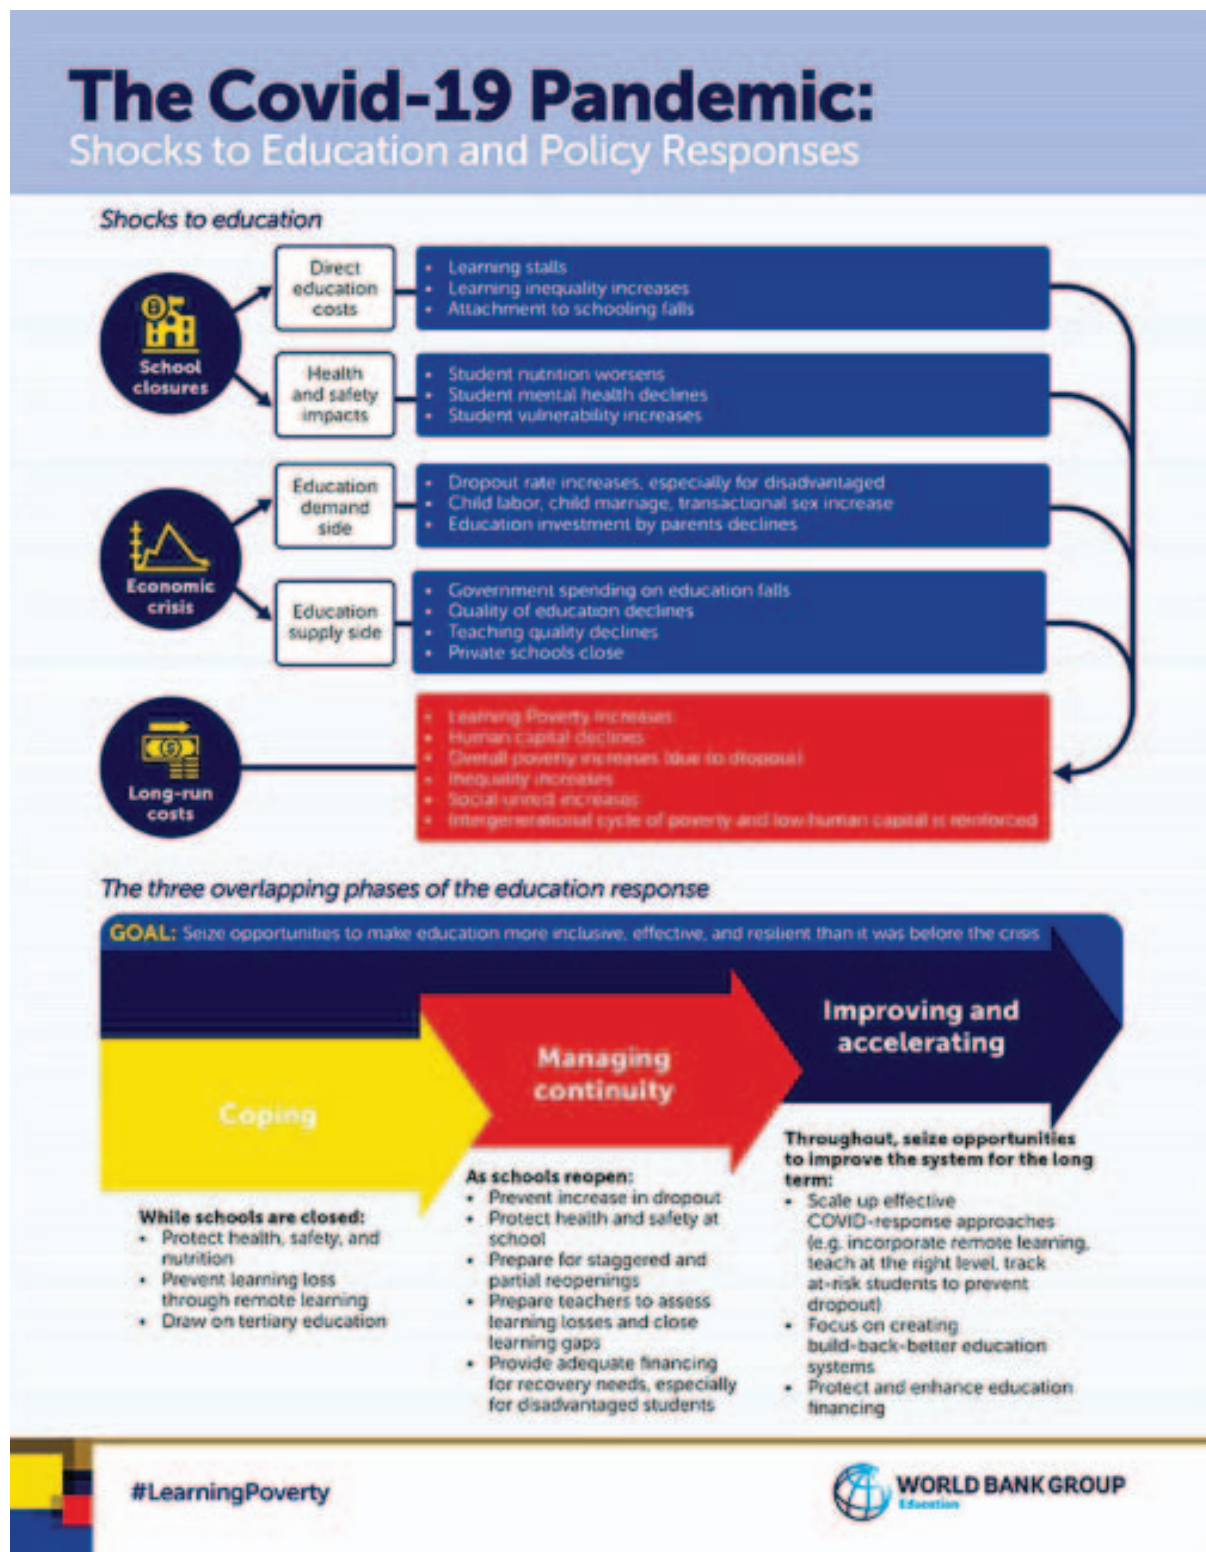 The Covid-19 Pandemic:
Shocks to Education and Policy Responses
Shocks to education
School
closures
Direct
education
costs
• Learning stalls
• Learning inequality increases
• Attachment to schooling falls
Health
and safety
impacts
• Student nutrition worsens
• Student mental health declines
• Student vulnerability increases
Economic
crisis
Education
demand
side
• Dropout rate increases, especially for disadvantaged
• Child labor, child marriage, transactional sex increase
• Education investment by parents declines
Education
supply side
• Government spending on education falls
• Quality of education declines
• Teaching quality declines
• Private schools close
Long-run
costs
• Learning Poverty increases
• Human capital declines
• Overall poverty increases (due to dropout)
• Inequality increases
• Social unrest increases
• Intergenerational cycle of poverty and low human capital is reinforced
The three overlapping phases of the education response
GOAL: Seize opportunities to make education more inclusive, effective, and resilient than it was before the crisis
Coping
While schools are closed:
• Protect health, safety, and
nutrition
• Prevent learning loss
through remote learning
• Draw on tertiary education
Managing
continuity
As schools reopen:
• Prevent increase in dropout
• Protect health and safety at
school
• Prepare for staggered and
partial reopenings
• Prepare teachers to assess
learning losses and close
learning gaps
• Provide adequate financing
for recovery needs, especially
for disadvantaged students
Improving and
accelerating
Throughout, seize opportunities
to improve the system for the long
term:
• Scale up effective
COVID-response approaches
(e.g. incorporate remote learning,
teach at the right level, track
at-risk students to prevent
dropout)
• Focus on creating
build-back-better education
systems
• Protect and enhance education
financing
#LearningPoverty
WORLD BANK GROUP
Education